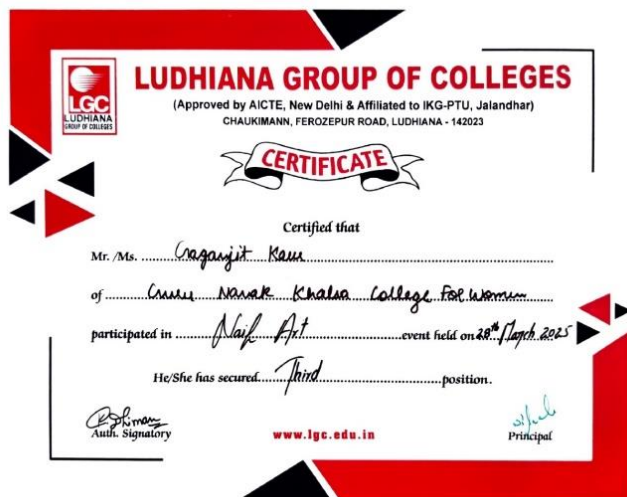 LGC
LUDHIANA
GROUP OF COLLEGES
LUDHIANA GROUP OF COLLEGES
(Approved by AICTE, New Delhi & Affiliated to IKG-PTU, Jalandhar)
CHAUKIMANN, FEROZEPUR ROAD, LUDHIANA - 142023
CERTIFICATE
Certified that
Mr. /Ms. Gaganjit Kaur
of Guru Nanak Khalsa College For Women
participated in Nail Art event held on 28th March 2025
He/She has secured Third position.
Auth. Signatory
www.lgc.edu.in
Principal